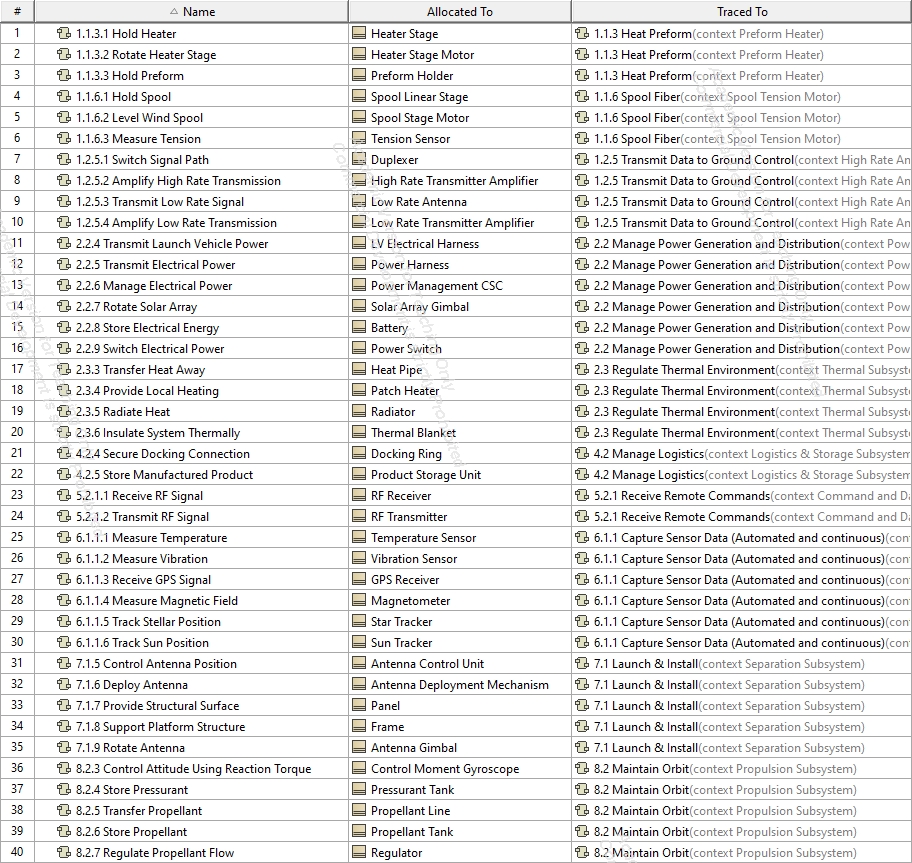 # Name Allocated To Traced To
1 1.1.3.1 Hold Heater Heater Stage 1.1.3 Heat Preform(context Preform Heater)
2 1.1.3.2 Rotate Heater Stage Heater Stage Motor 1.1.3 Heat Preform(context Preform Heater)
3 1.1.3.3 Hold Preform Preform Holder 1.1.3 Heat Preform(context Preform Heater)
4 1.1.6.1 Hold Spool Spool Linear Stage 1.1.6 Spool Fiber(context Spool Tension Motor)
5 1.1.6.2 Level Wind Spool Spool Stage Motor 1.1.6 Spool Fiber(context Spool Tension Motor)
6 1.1.6.3 Measure Tension Tension Sensor 1.1.6 Spool Fiber(context Spool Tension Motor)
7 1.2.5.1 Switch Signal Path Duplexer 1.2.5 Transmit Data to Ground Control(context High Rate An
8 1.2.5.2 Amplify High Rate Transmission High Rate Transmitter Amplifier 1.2.5 Transmit Data to Ground Control(context High Rate An
9 1.2.5.3 Transmit Low Rate Signal Low Rate Antenna 1.2.5 Transmit Data to Ground Control(context High Rate An
10 1.2.5.4 Amplify Low Rate Transmission Low Rate Transmitter Amplifier 1.2.5 Transmit Data to Ground Control(context High Rate An
11 2.2.4 Transmit Launch Vehicle Power LV Electrical Harness 2.2 Manage Power Generation and Distribution(context Pow
12 2.2.5 Transmit Electrical Power Power Harness 2.2 Manage Power Generation and Distribution(context Pow
13 2.2.6 Manage Electrical Power Power Management CSC 2.2 Manage Power Generation and Distribution(context Pow
14 2.2.7 Rotate Solar Array Solar Array Gimbal 2.2 Manage Power Generation and Distribution(context Pow
15 2.2.8 Store Electrical Energy Battery 2.2 Manage Power Generation and Distribution(context Pow
16 2.2.9 Switch Electrical Power Power Switch 2.2 Manage Power Generation and Distribution(context Pow
17 2.3.3 Transfer Heat Away Heat Pipe 2.3 Regulate Thermal Environment(context Thermal Subsyst
18 2.3.4 Provide Local Heating Patch Heater 2.3 Regulate Thermal Environment(context Thermal Subsyst
19 2.3.5 Radiate Heat Radiator 2.3 Regulate Thermal Environment(context Thermal Subsyst
20 2.3.6 Insulate System Thermally Thermal Blanket 2.3 Regulate Thermal Environment(context Thermal Subsyst
21 4.2.4 Secure Docking Connection Docking Ring 4.2 Manage Logistics(context Logistics & Storage Subsystem
22 4.2.5 Store Manufactured Product Product Storage Unit 4.2 Manage Logistics(context Logistics & Storage Subsystem
23 5.2.1.1 Receive RF Signal RF Receiver 5.2.1 Receive Remote Commands(context Command and Da
24 5.2.1.2 Transmit RF Signal RF Transmitter 5.2.1 Receive Remote Commands(context Command and Da
25 6.1.1.1 Measure Temperature Temperature Sensor 6.1.1 Capture Sensor Data (Automated and continuous)(con
26 6.1.1.2 Measure Vibration Vibration Sensor 6.1.1 Capture Sensor Data (Automated and continuous)(con
27 6.1.1.3 Receive GPS Signal GPS Receiver 6.1.1 Capture Sensor Data (Automated and continuous)(con
28 6.1.1.4 Measure Magnetic Field Magnetometer 6.1.1 Capture Sensor Data (Automated and continuous)(con
29 6.1.1.5 Track Stellar Position Star Tracker 6.1.1 Capture Sensor Data (Automated and continuous)(con
30 6.1.1.6 Track Sun Position Sun Tracker 6.1.1 Capture Sensor Data (Automated and continuous)(con
31 7.1.5 Control Antenna Position Antenna Control Unit 7.1 Launch & Install(context Separation Subsystem)
32 7.1.6 Deploy Antenna Antenna Deployment Mechanism 7.1 Launch & Install(context Separation Subsystem)
33 7.1.7 Provide Structural Surface Panel 7.1 Launch & Install(context Separation Subsystem)
34 7.1.8 Support Platform Structure Frame 7.1 Launch & Install(context Separation Subsystem)
35 7.1.9 Rotate Antenna Antenna Gimbal 7.1 Launch & Install(context Separation Subsystem)
36 8.2.3 Control Attitude Using Reaction Torque Control Moment Gyroscope 8.2 Maintain Orbit(context Propulsion Subsystem)
37 8.2.4 Store Pressurant Pressurant Tank 8.2 Maintain Orbit(context Propulsion Subsystem)
38 8.2.5 Transfer Propellant Propellant Line 8.2 Maintain Orbit(context Propulsion Subsystem)
39 8.2.6 Store Propellant Propellant Tank 8.2 Maintain Orbit(context Propulsion Subsystem)
40 8.2.7 Regulate Propellant Flow Regulator 8.2 Maintain Orbit(context Propulsion Subsystem)